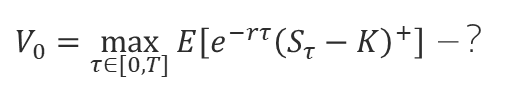 V₀ = max_{τ∈[0,T]} E[e^{−rτ}(S_τ − K)⁺] − ?